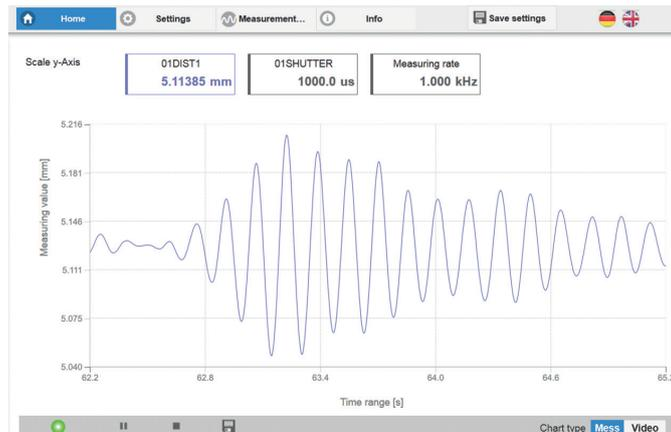 Home Settings Measurement... Info Save settings
Scale y-Axis
01DIST1 01SHUTTER Measuring rate
5.11385 mm 1000.0 us 1.000 kHz
Measuring value [mm]
5.216
5.181
5.146
5.111
5.075
5.040
62.2 62.8 63.4 64.0 64.6
Time range [s]
Chart type Mess Video